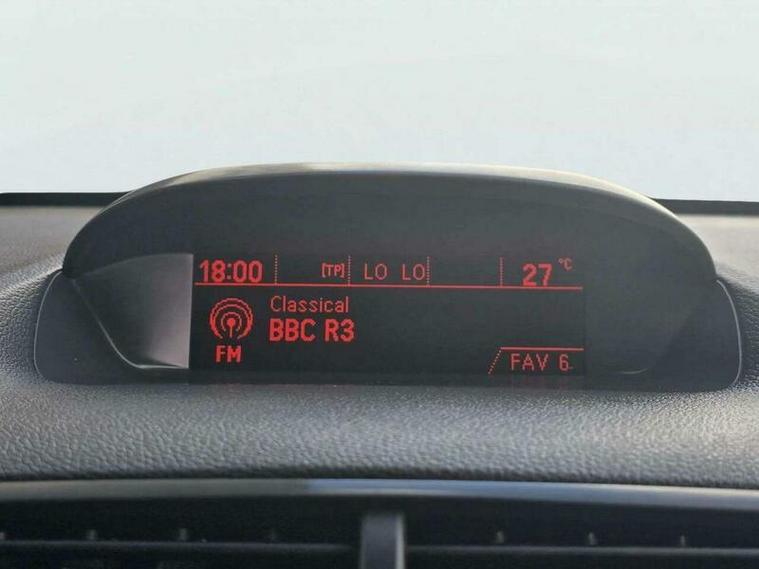 18:00 [TP] LO LO 27 °C
Classical
BBC R3
FM
FAV 6